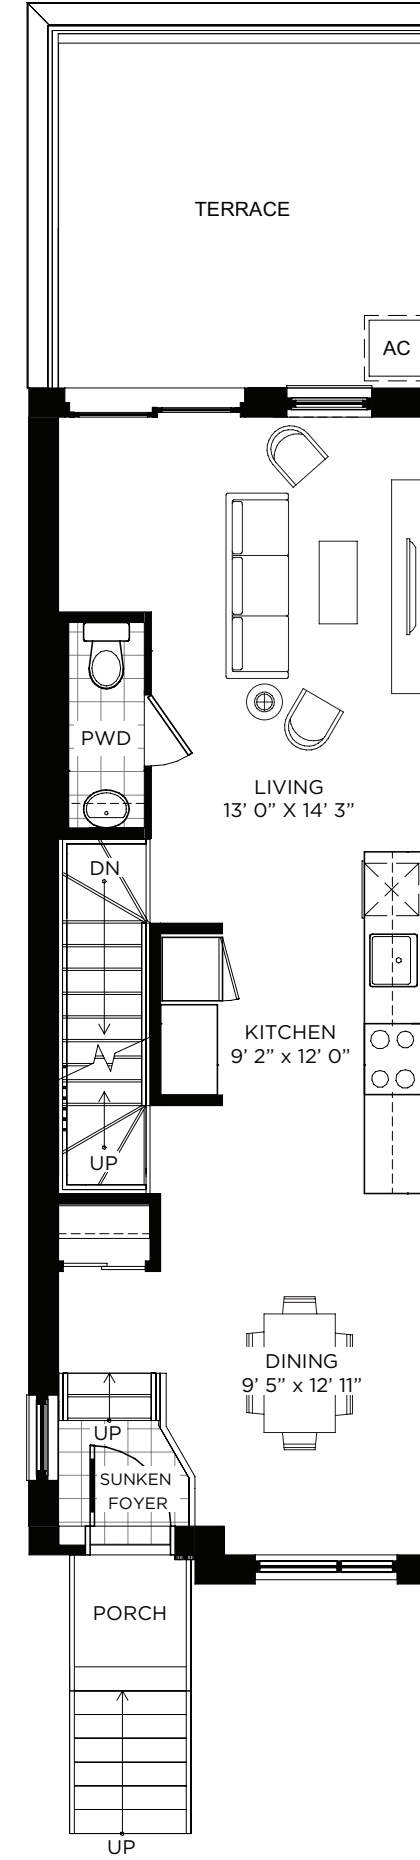 TERRACE
AC
PWD
LIVING
13’ 0” X 14’ 3”
DN
KITCHEN
9’ 2” x 12’ 0”
UP
DINING
9’ 5” x 12’ 11”
UP
SUNKEN
FOYER
PORCH
UP